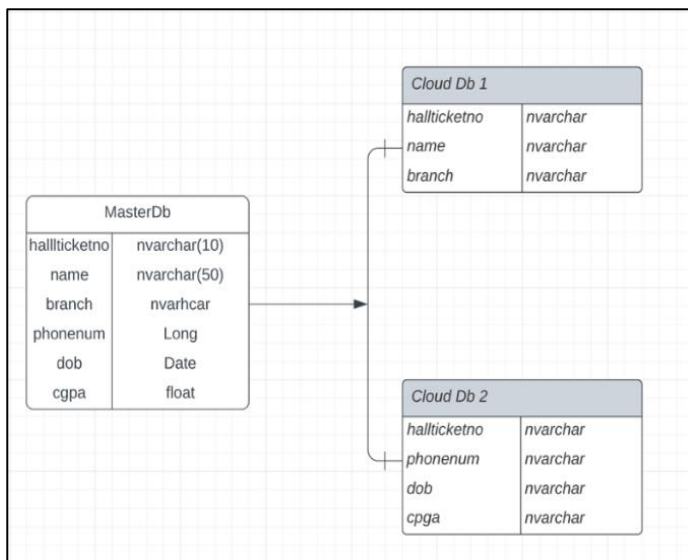 MasterDb
halllticketno nvarchar(10)
name nvarchar(50)
branch nvarhcar
phonenum Long
dob Date
cgpa float
Cloud Db 1
hallticketno nvarchar
name nvarchar
branch nvarchar
Cloud Db 2
hallticketno nvarchar
phonenum nvarchar
dob nvarchar
cpga nvarchar